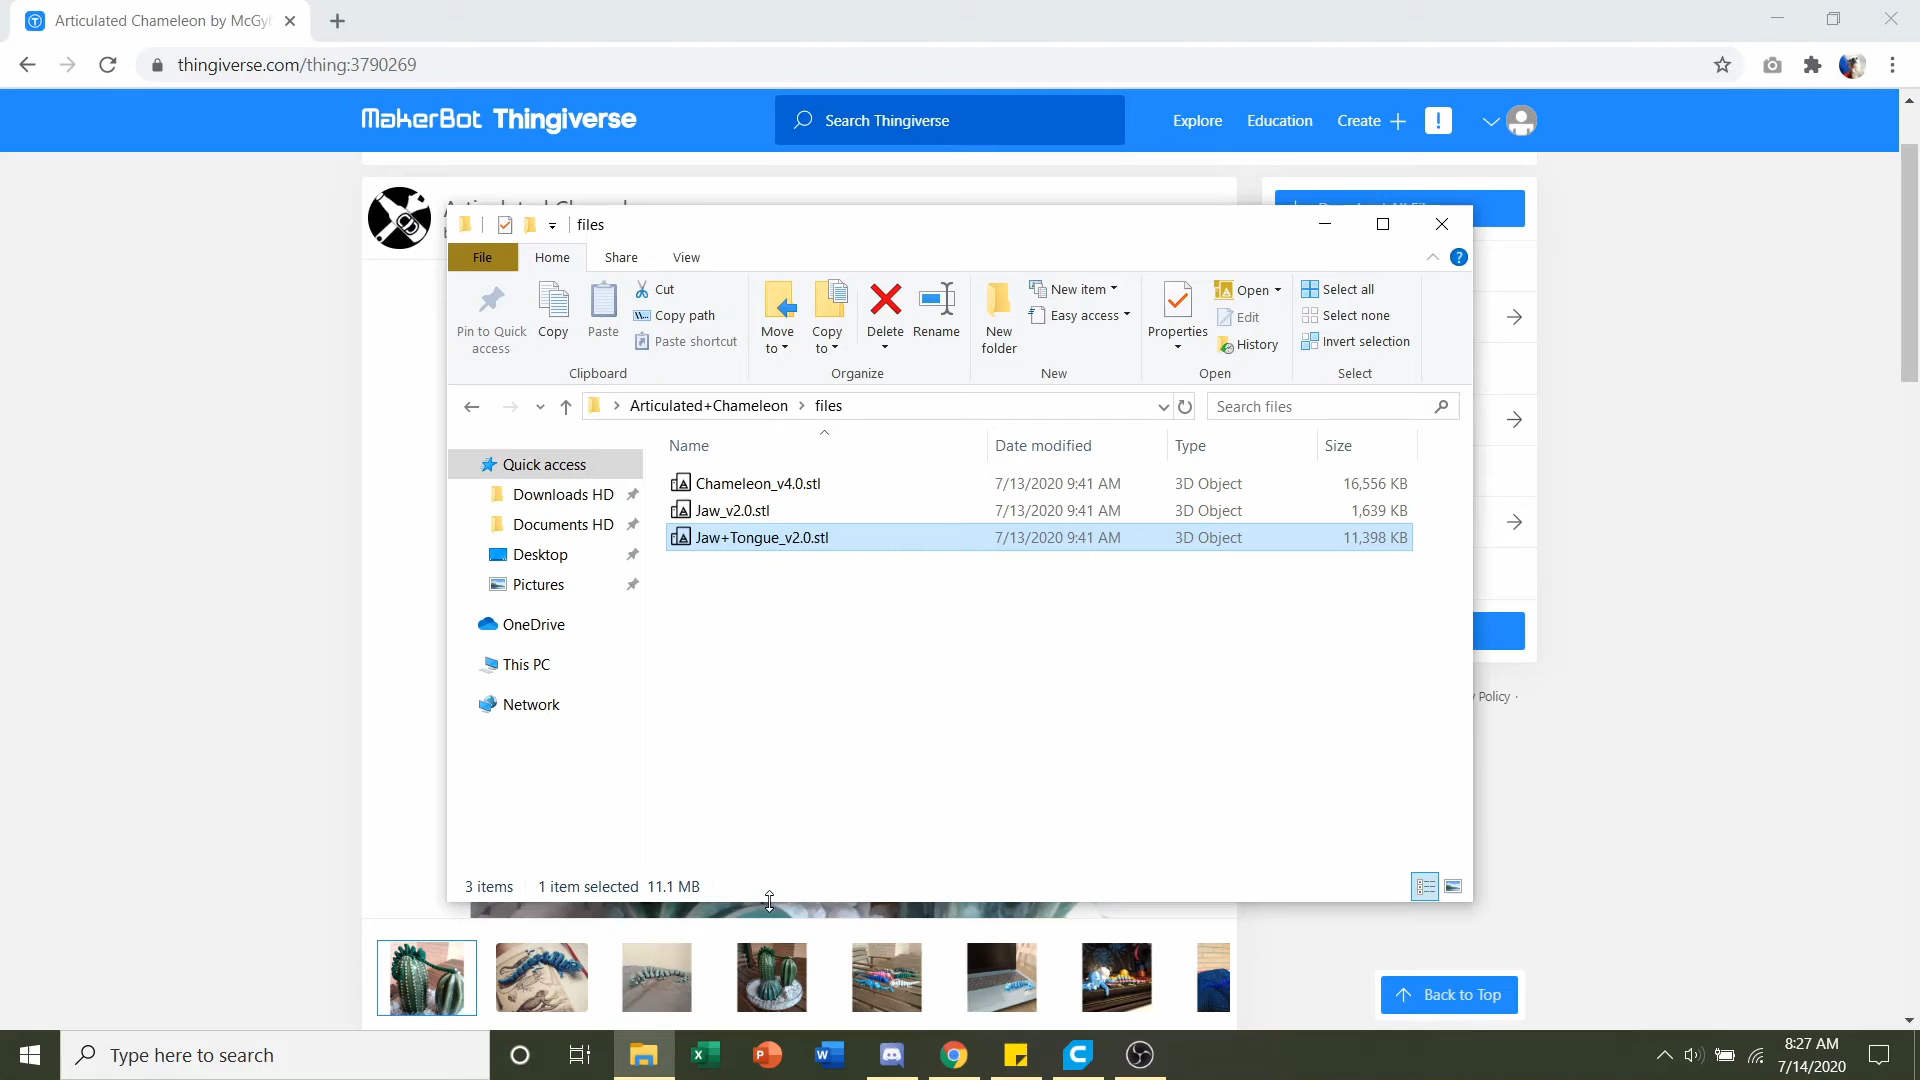 Articulated Chameleon by McGyl
thingiverse.com/thing:3790269
MakerBot Thingiverse
Search Thingiverse
Explore
Education
Create
files
File
Home
Share
View
Pin to Quick access
Copy
Paste
Cut
Copy path
Paste shortcut
Clipboard
Move to
Copy to
Delete
Rename
Organize
New folder
New item
Easy access
New
Properties
Open
Edit
History
Open
Select all
Select none
Invert selection
Select
Articulated+Chameleon > files
Search files
Name Date modified Type Size
Chameleon_v4.0.stl 7/13/2020 9:41 AM 3D Object 16,556 KB
Jaw_v2.0.stl 7/13/2020 9:41 AM 3D Object 1,639 KB
Jaw+Tongue_v2.0.stl 7/13/2020 9:41 AM 3D Object 11,398 KB
Quick access
Downloads HD
Documents HD
Desktop
Pictures
OneDrive
This PC
Network
3 items 1 item selected 11.1 MB
Policy ·
Back to Top
Type here to search
8:27 AM
7/14/2020